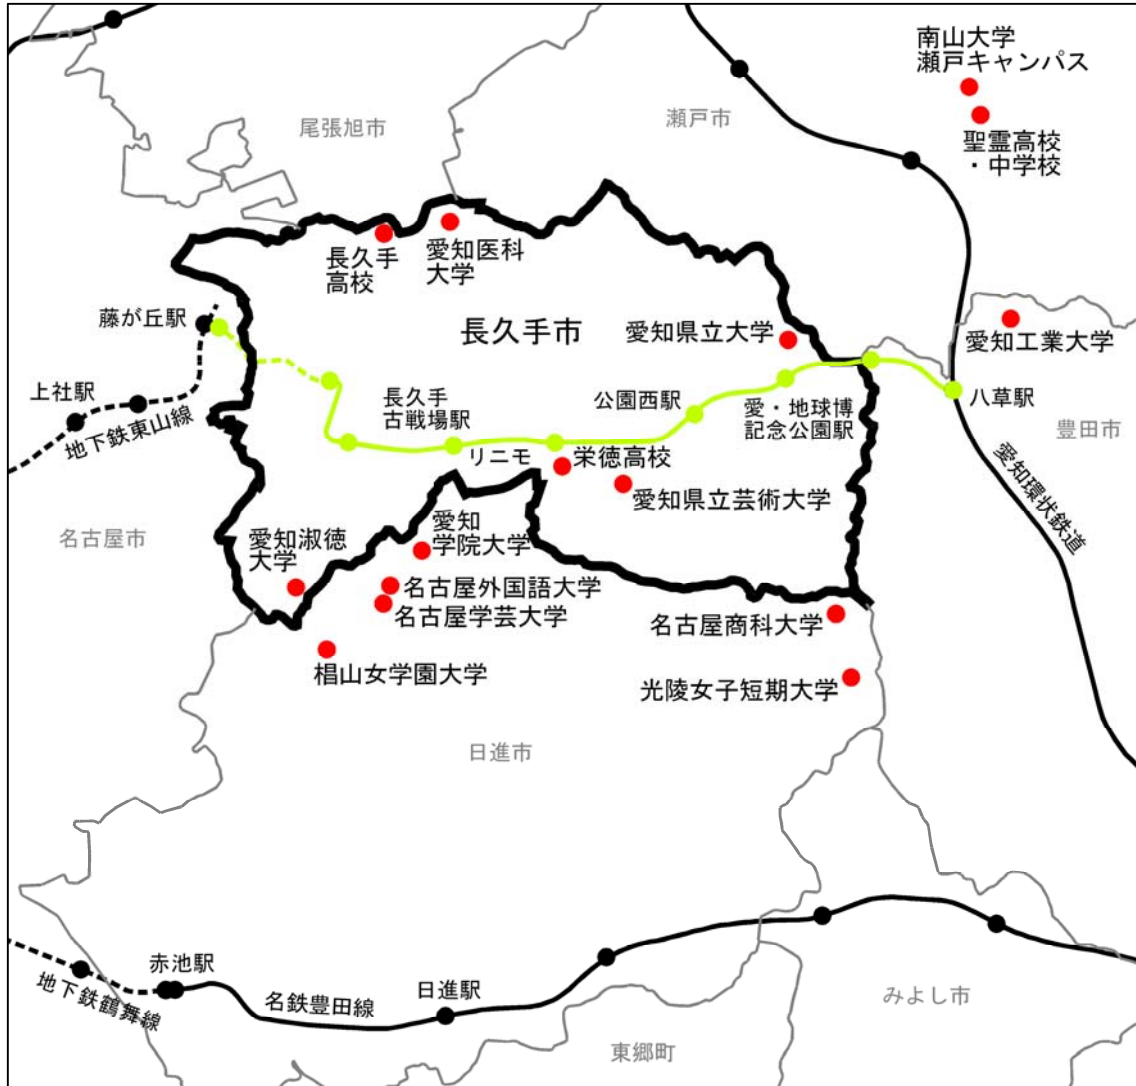 南山大学
瀬戸キャンパス
聖霊高校
・中学校
尾張旭市
瀬戸市
長久手
高校
愛知医科
大学
藤が丘駅
長久手市
愛知県立大学
愛知工業大学
上社駅
地下鉄東山線
長久手
古戦場駅
公園西駅
愛・地球博
記念公園駅
八草駅
豊田市
リニモ
栄徳高校
愛知県立芸術大学
愛知環状鉄道
名古屋市
愛知淑徳
大学
愛知
学院大学
名古屋外国語大学
名古屋学芸大学
名古屋商科大学
椙山女学園大学
光陵女子短期大学
日進市
赤池駅
地下鉄鶴舞線
名鉄豊田線
日進駅
みよし市
東郷町